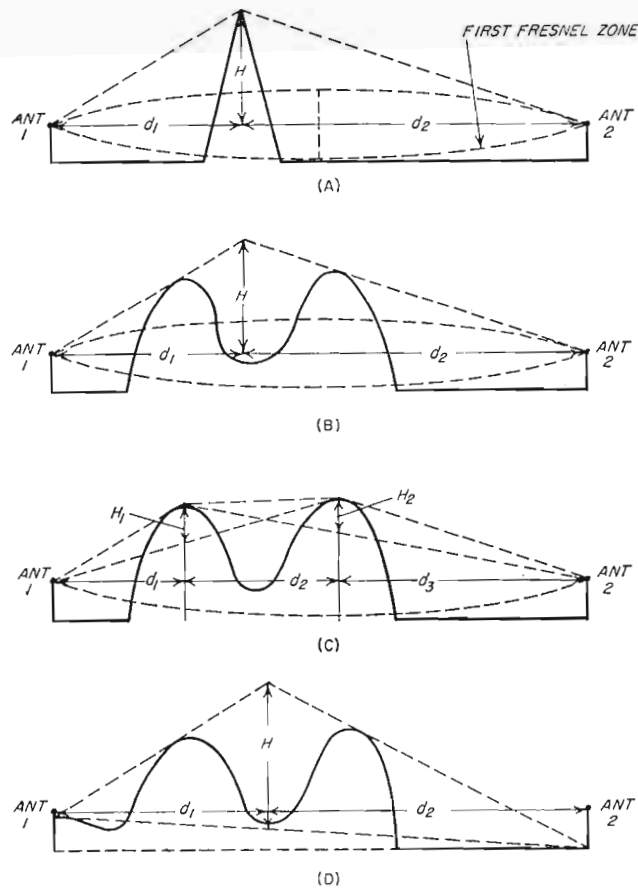 FIRST FRESNEL ZONE
H
ANT
1
d1
d2
ANT
2
(A)
H
ANT
1
d1
d2
ANT
2
(B)
H1
H2
ANT
1
d1
d2
d3
ANT
2
(C)
H
ANT
1
d1
d2
ANT
2
(D)